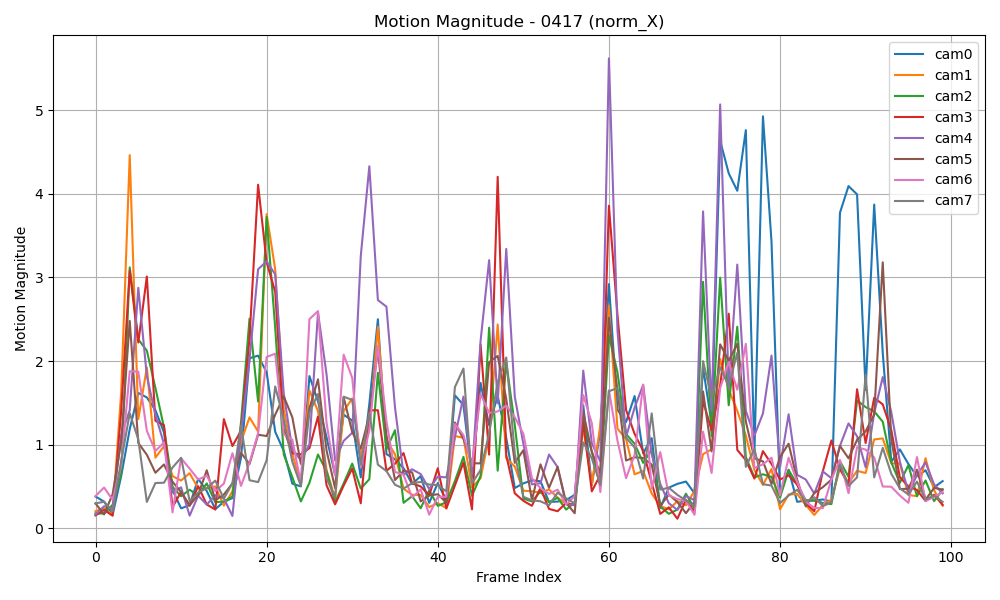 Motion Magnitude - 0417 (norm_X)
cam0
cam1
cam2
cam3
cam4
cam5
cam6
cam7
Motion Magnitude
5
4
3
2
1
0
0 20 40 60 80 100
Frame Index